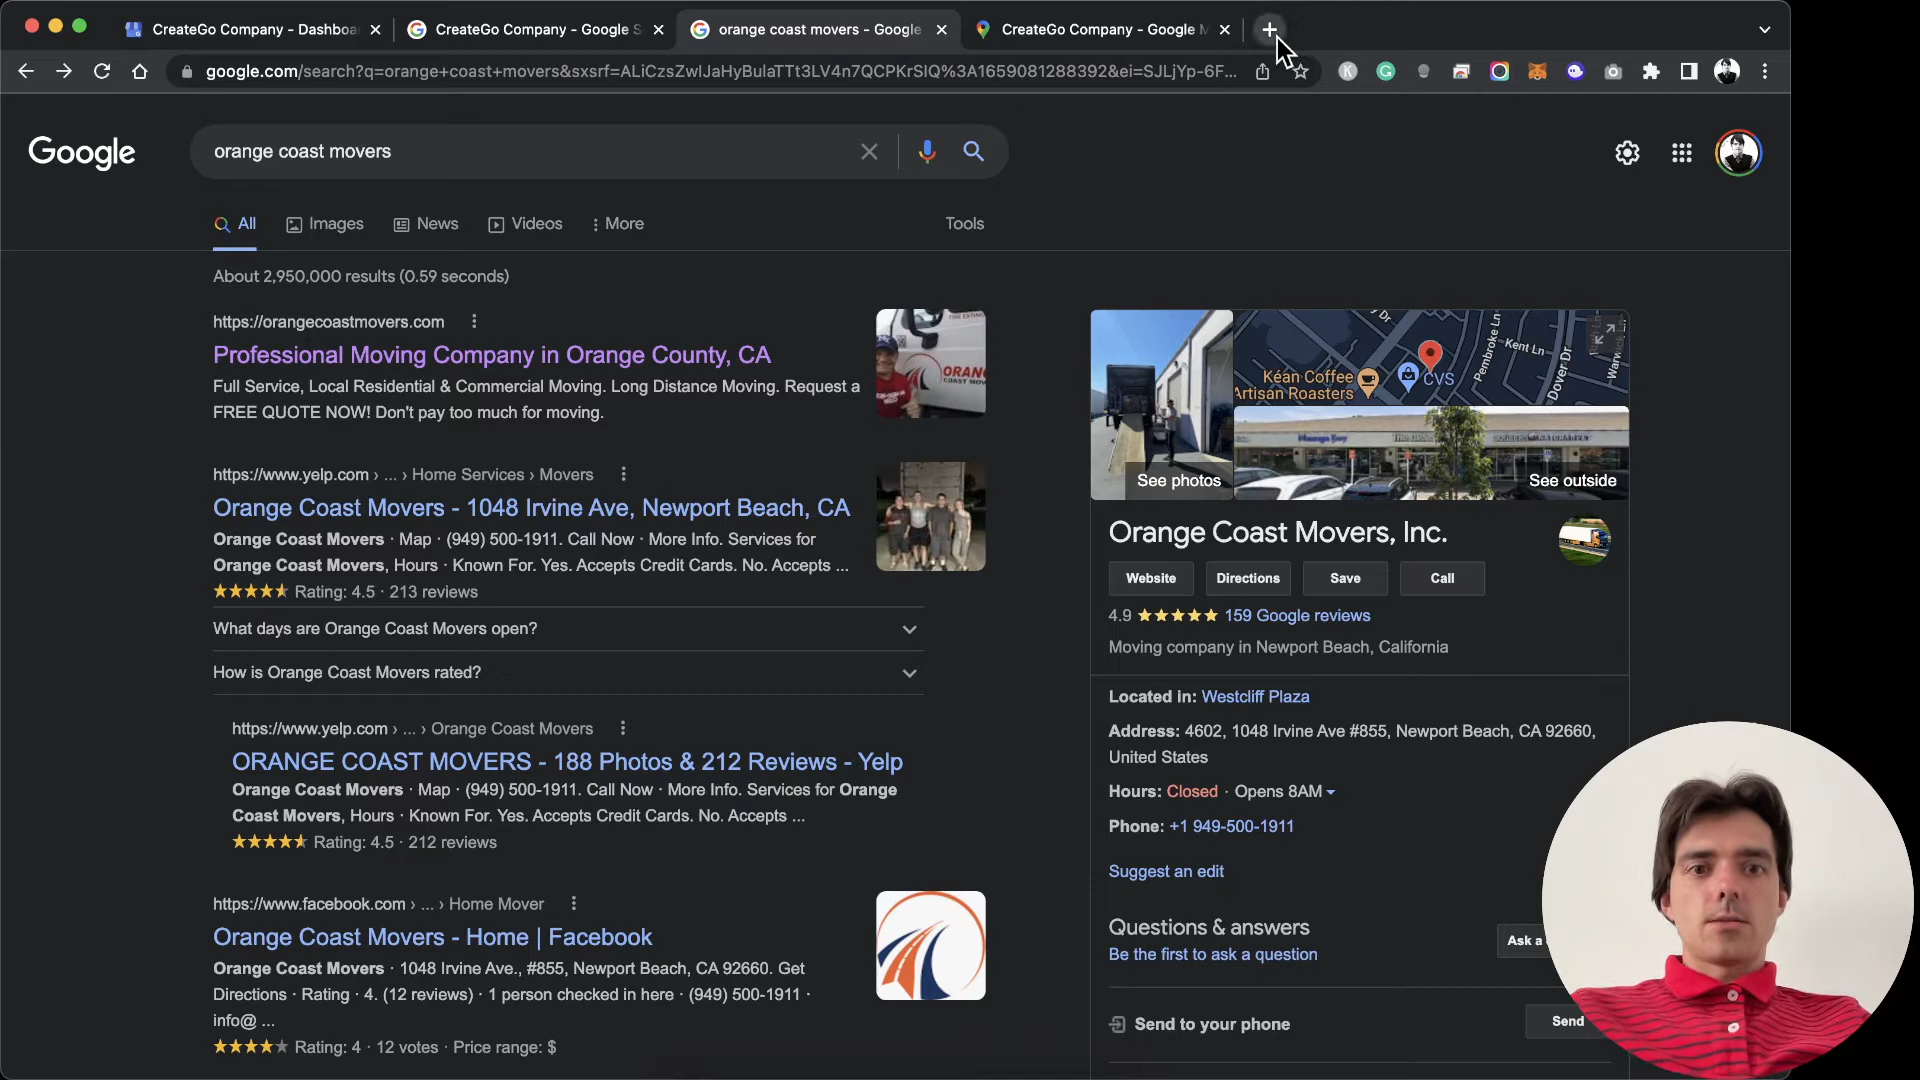 CreateGo Company - Dashboa
CreateGo Company - Google S
orange coast movers - Google
CreateGo Company - Google M
google.com/search?q=orange+coast+movers&sxsrf=ALiCzsZwIJaHyBulaTTt3LV4n7QCPKrSIQ%3A1659081288392&ei=SJLjYp-6F...
Google
orange coast movers
All
Images
News
Videos
More
Tools
About 2,950,000 results (0.59 seconds)
https://orangecoastmovers.com
Professional Moving Company in Orange County, CA
Full Service, Local Residential & Commercial Moving. Long Distance Moving. Request a
FREE QUOTE NOW! Don't pay too much for moving.
https://www.yelp.com › ... › Home Services › Movers
Orange Coast Movers - 1048 Irvine Ave, Newport Beach, CA
Orange Coast Movers · Map · (949) 500-1911. Call Now · More Info. Services for
Orange Coast Movers, Hours · Known For. Yes. Accepts Credit Cards. No. Accepts ...
Rating: 4.5 · 213 reviews
What days are Orange Coast Movers open?
How is Orange Coast Movers rated?
https://www.yelp.com › ... › Orange Coast Movers
ORANGE COAST MOVERS - 188 Photos & 212 Reviews - Yelp
Orange Coast Movers · Map · (949) 500-1911. Call Now · More Info. Services for Orange
Coast Movers, Hours · Known For. Yes. Accepts Credit Cards. No. Accepts ...
Rating: 4.5 · 212 reviews
https://www.facebook.com › ... › Home Mover
Orange Coast Movers - Home | Facebook
Orange Coast Movers · 1048 Irvine Ave., #855, Newport Beach, CA 92660. Get
Directions · Rating · 4. (12 reviews) · 1 person checked in here · (949) 500-1911 ·
info@ ...
Rating: 4 · 12 votes · Price range: $
Kéan Coffee
Artisan Roasters
CVS
Pembroke Ln
Kent Ln
Dover Dr
See photos
See outside
Orange Coast Movers, Inc.
Website
Directions
Save
Call
4.9
159 Google reviews
Moving company in Newport Beach, California
Located in: Westcliff Plaza
Address: 4602, 1048 Irvine Ave #855, Newport Beach, CA 92660,
United States
Hours: Closed · Opens 8AM
Phone: +1 949-500-1911
Suggest an edit
Questions & answers
Be the first to ask a question
Ask a
Send to your phone
Send